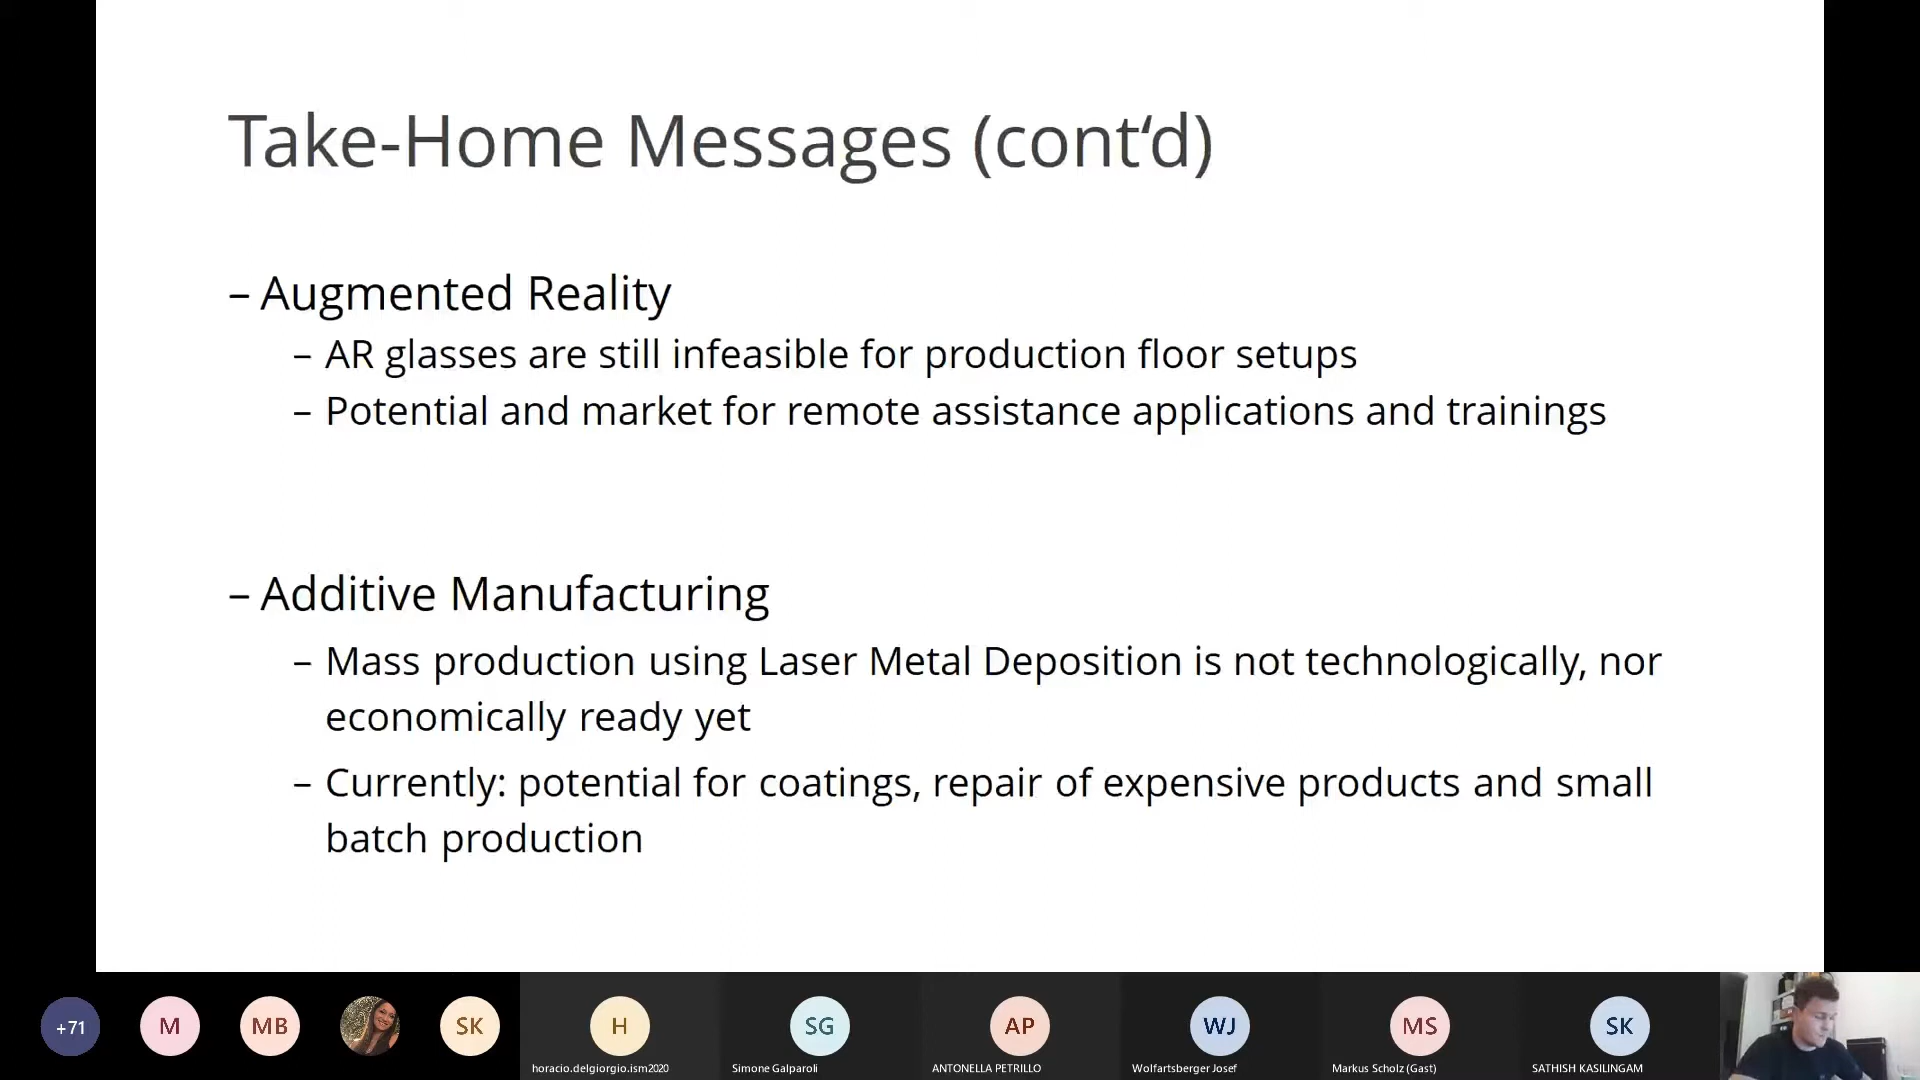 Take-Home Messages (cont‘d)
– Augmented Reality
– AR glasses are still infeasible for production floor setups
– Potential and market for remote assistance applications and trainings
– Additive Manufacturing
– Mass production using Laser Metal Deposition is not technologically, nor
economically ready yet
– Currently: potential for coatings, repair of expensive products and small
batch production
+71
M
MB
SK
H
SG
AP
WJ
MS
SK
horacio.delgiorgio.ism2020
Simone Galparoli
ANTONELLA PETRILLO
Wolfartsberger Josef
Markus Scholz (Gast)
SATHISH KASILINGAM